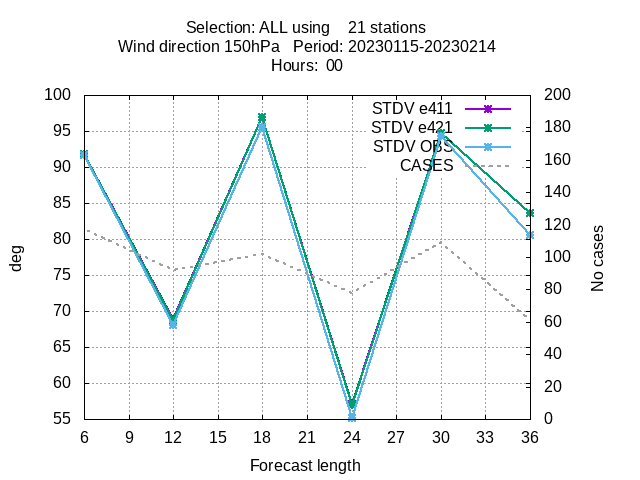 Selection: ALL using 21 stations
Wind direction 150hPa Period: 20230115-20230214
Hours: 00
STDV e411
STDV e421
STDV OBS
CASES
100
95
90
85
80
75
70
65
60
55
deg
200
180
160
140
120
100
80
60
40
20
0
No cases
6 9 12 15 18 21 24 27 30 33 36
Forecast length